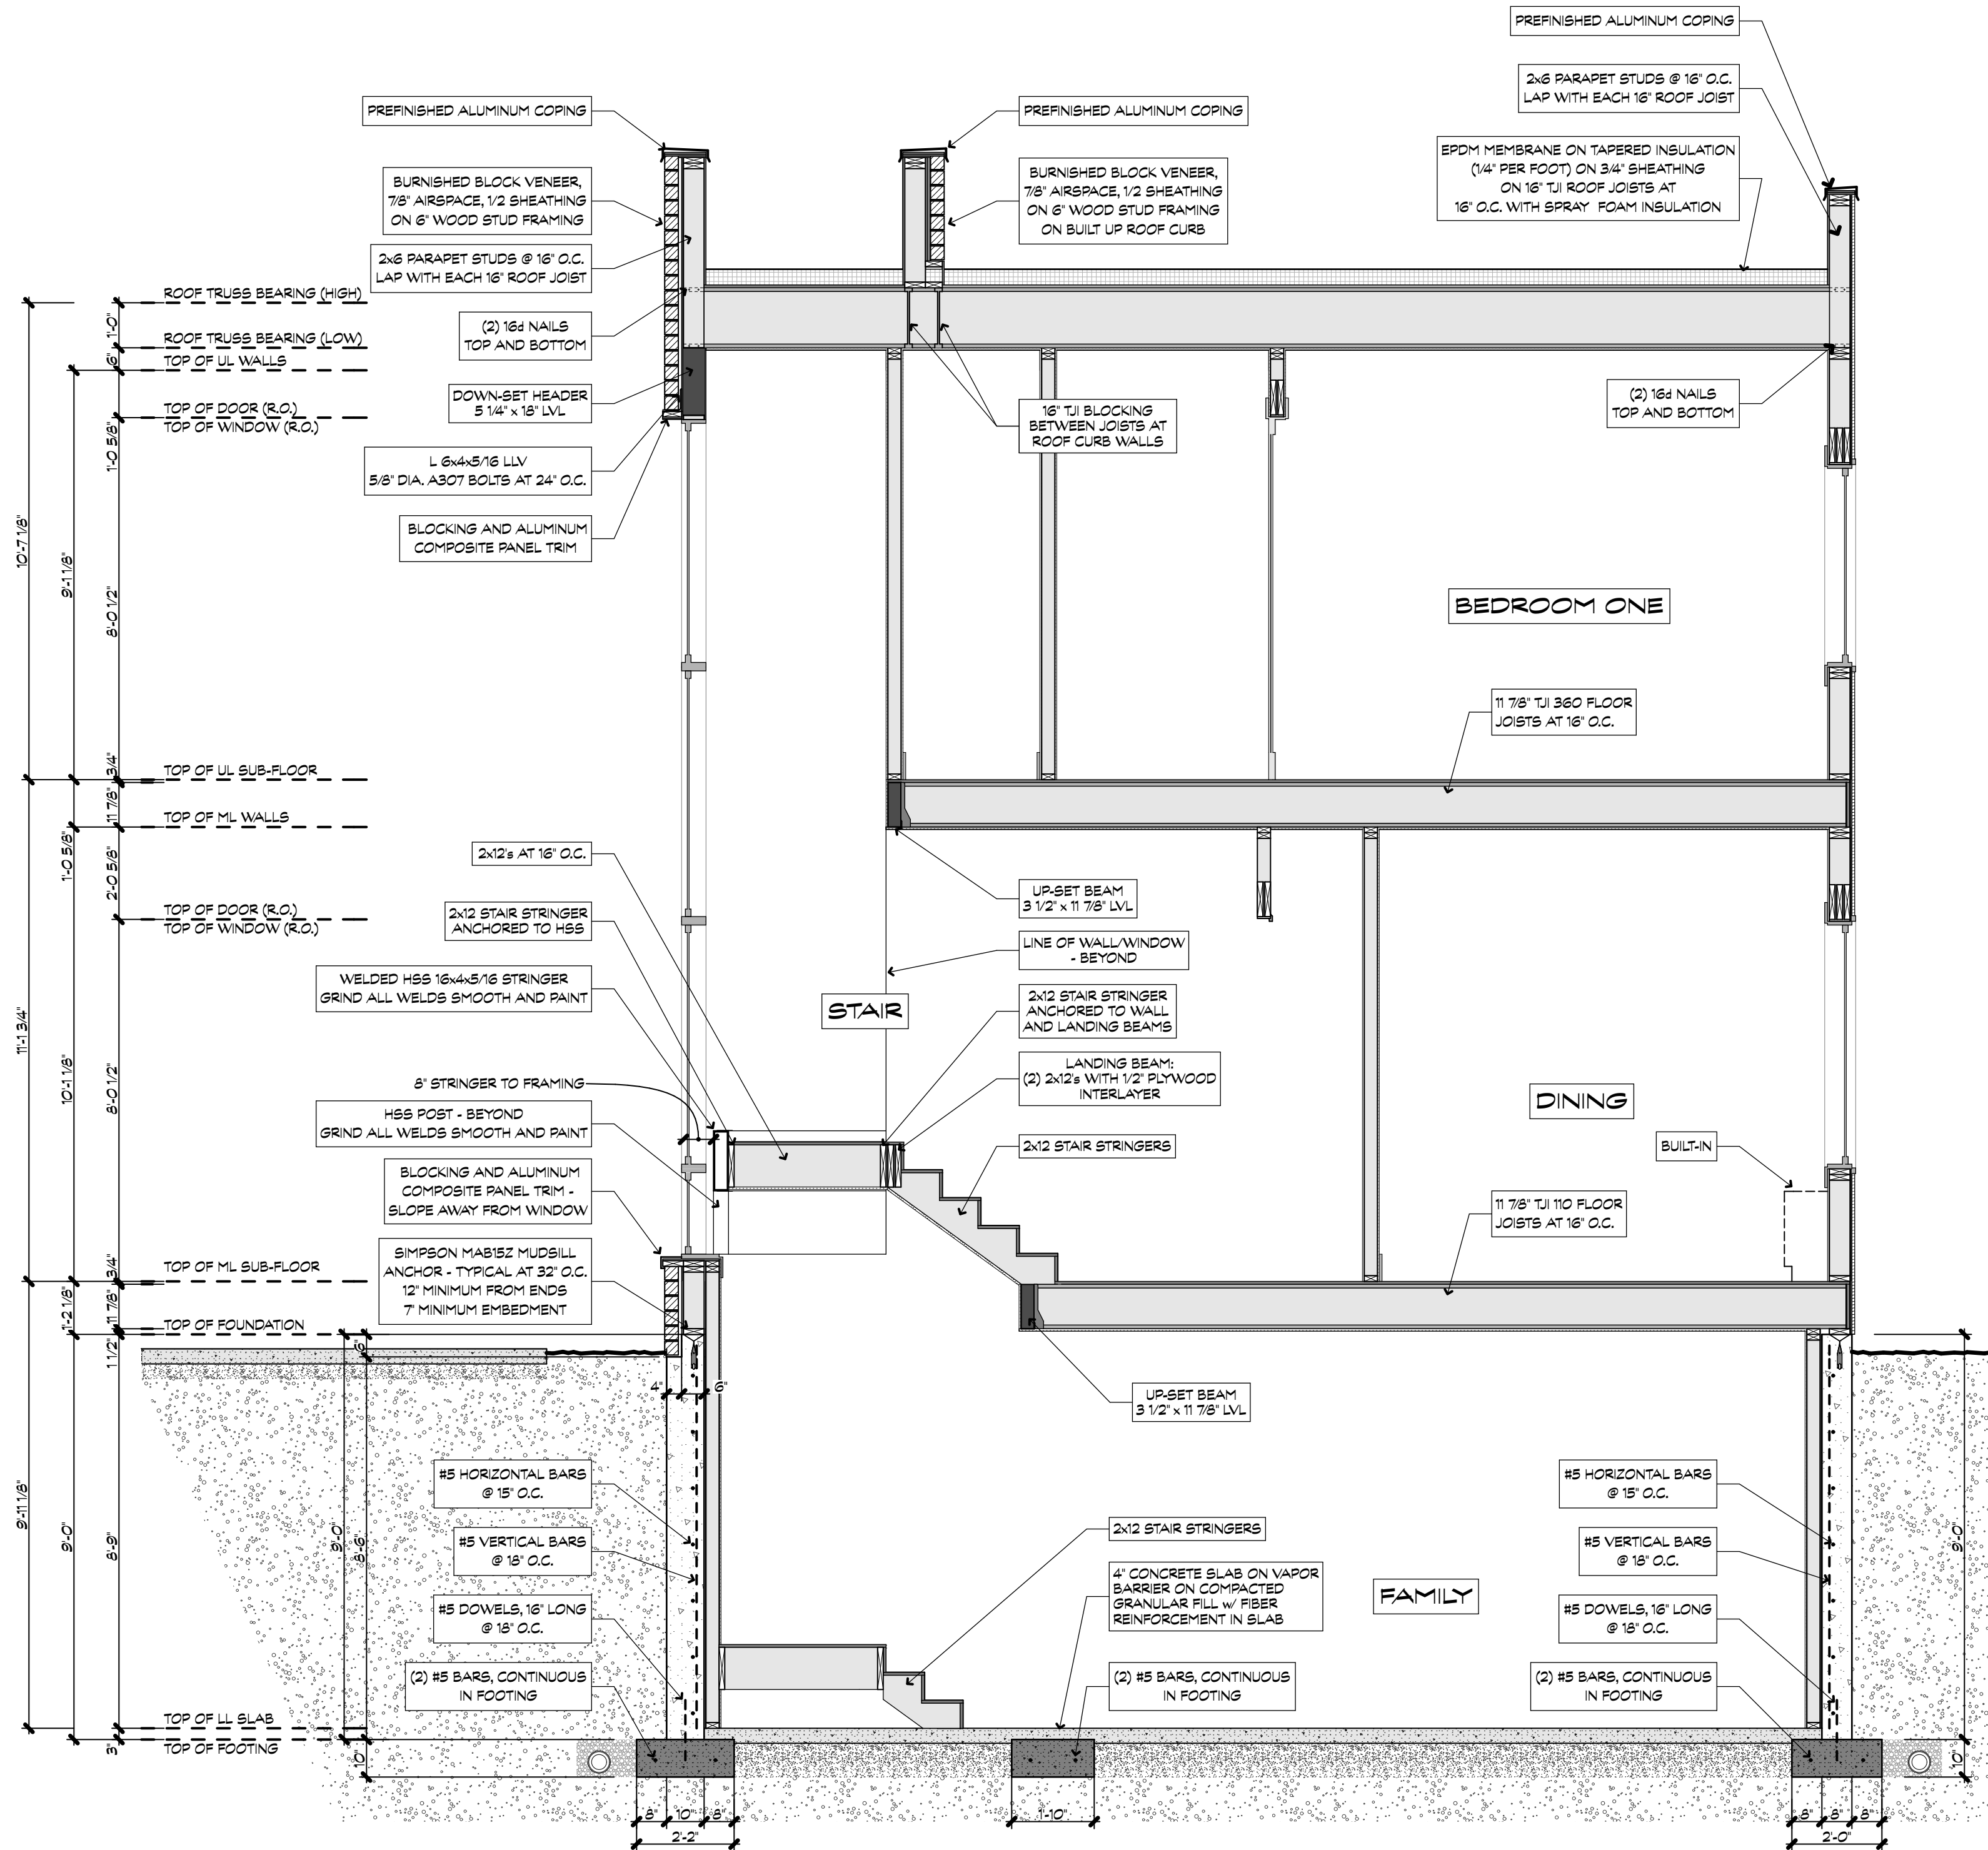 PREFINISHED ALUMINUM COPING
2x6 PARAPET STUDS @ 16" O.C.
LAP WITH EACH 16" ROOF JOIST
PREFINISHED ALUMINUM COPING
PREFINISHED ALUMINUM COPING
EPDM MEMBRANE ON TAPERED INSULATION
(1/4" PER FOOT) ON 3/4" SHEATHING
ON 16" TJI ROOF JOISTS AT
16" O.C. WITH SPRAY FOAM INSULATION
BURNISHED BLOCK VENEER,
7/8" AIRSPACE, 1/2 SHEATHING
ON 6" WOOD STUD FRAMING
BURNISHED BLOCK VENEER,
7/8" AIRSPACE, 1/2 SHEATHING
ON 6" WOOD STUD FRAMING
ON BUILT UP ROOF CURB
2x6 PARAPET STUDS @ 16" O.C.
LAP WITH EACH 16" ROOF JOIST
ROOF TRUSS BEARING (HIGH)
1'-0"
(2) 16d NAILS
TOP AND BOTTOM
ROOF TRUSS BEARING (LOW)
6"
TOP OF UL WALLS
DOWN-SET HEADER
5 1/4" x 18" LVL
(2) 16d NAILS
TOP AND BOTTOM
16" TJI BLOCKING
BETWEEN JOISTS AT
ROOF CURB WALLS
TOP OF DOOR (R.O.)
TOP OF WINDOW (R.O.)
1'-0 5/8"
L 6x4x5/16 LLV
5/8" DIA. A307 BOLTS AT 24" O.C.
BLOCKING AND ALUMINUM
COMPOSITE PANEL TRIM
10'-7 1/8"
9'-1 1/8"
8'-0 1/2"
BEDROOM ONE
11 7/8" TJI 360 FLOOR
JOISTS AT 16" O.C.
3/4"
TOP OF UL SUB-FLOOR
11 7/8"
TOP OF ML WALLS
1'-0 5/8"
2'-0 5/8"
2x12's AT 16" O.C.
UP-SET BEAM
3 1/2" x 11 7/8" LVL
TOP OF DOOR (R.O.)
TOP OF WINDOW (R.O.)
2x12 STAIR STRINGER
ANCHORED TO HSS
LINE OF WALL/WINDOW
- BEYOND
WELDED HSS 16x4x5/16 STRINGER
GRIND ALL WELDS SMOOTH AND PAINT
STAIR
2x12 STAIR STRINGER
ANCHORED TO WALL
AND LANDING BEAMS
11'-1 3/4"
10'-1 1/8"
8'-0 1/2"
LANDING BEAM:
(2) 2x12's WITH 1/2" PLYWOOD
INTERLAYER
8" STRINGER TO FRAMING
DINING
HSS POST - BEYOND
GRIND ALL WELDS SMOOTH AND PAINT
2x12 STAIR STRINGERS
BUILT-IN
BLOCKING AND ALUMINUM
COMPOSITE PANEL TRIM -
SLOPE AWAY FROM WINDOW
11 7/8" TJI 110 FLOOR
JOISTS AT 16" O.C.
SIMPSON MAB15Z MUDSILL
ANCHOR - TYPICAL AT 32" O.C.
12" MINIMUM FROM ENDS
7" MINIMUM EMBEDMENT
3/4"
TOP OF ML SUB-FLOOR
1'-2 1/8"
11 7/8"
TOP OF FOUNDATION
1 1/2"
6"
4"
6"
UP-SET BEAM
3 1/2" x 11 7/8" LVL
9'-11 1/8"
9'-0"
8'-9"
9'-0"
8'-6"
#5 HORIZONTAL BARS
@ 15" O.C.
#5 HORIZONTAL BARS
@ 15" O.C.
9'-0"
#5 VERTICAL BARS
@ 18" O.C.
2x12 STAIR STRINGERS
#5 VERTICAL BARS
@ 18" O.C.
4" CONCRETE SLAB ON VAPOR
BARRIER ON COMPACTED
GRANULAR FILL w/ FIBER
REINFORCEMENT IN SLAB
FAMILY
#5 DOWELS, 16" LONG
@ 18" O.C.
#5 DOWELS, 16" LONG
@ 18" O.C.
(2) #5 BARS, CONTINUOUS
IN FOOTING
(2) #5 BARS, CONTINUOUS
IN FOOTING
(2) #5 BARS, CONTINUOUS
IN FOOTING
TOP OF LL SLAB
3"
TOP OF FOOTING
10"
10"
8" 10" 8"
2'-2"
1'-10"
8" 8" 8"
2'-0"